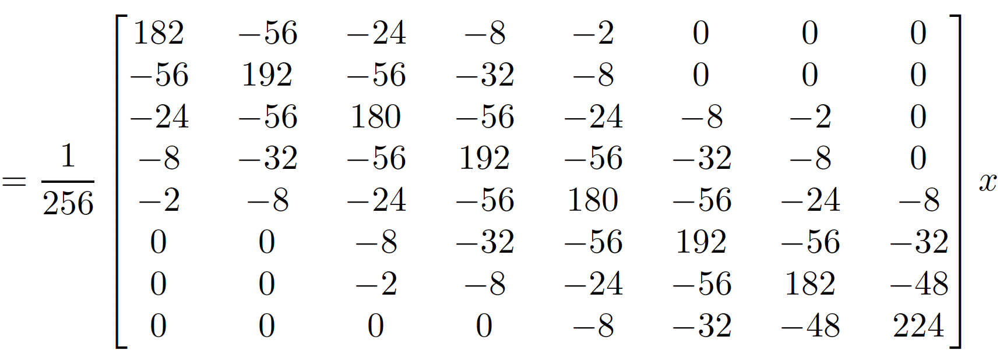 182 −56 −24 −8 −2 0 0 0
−56 192 −56 −32 −8 0 0 0
−24 −56 180 −56 −24 −8 −2 0
= 1/256 −8 −32 −56 192 −56 −32 −8 0 x
−2 −8 −24 −56 180 −56 −24 −8
0 0 −8 −32 −56 192 −56 −32
0 0 −2 −8 −24 −56 182 −48
0 0 0 0 −8 −32 −48 224